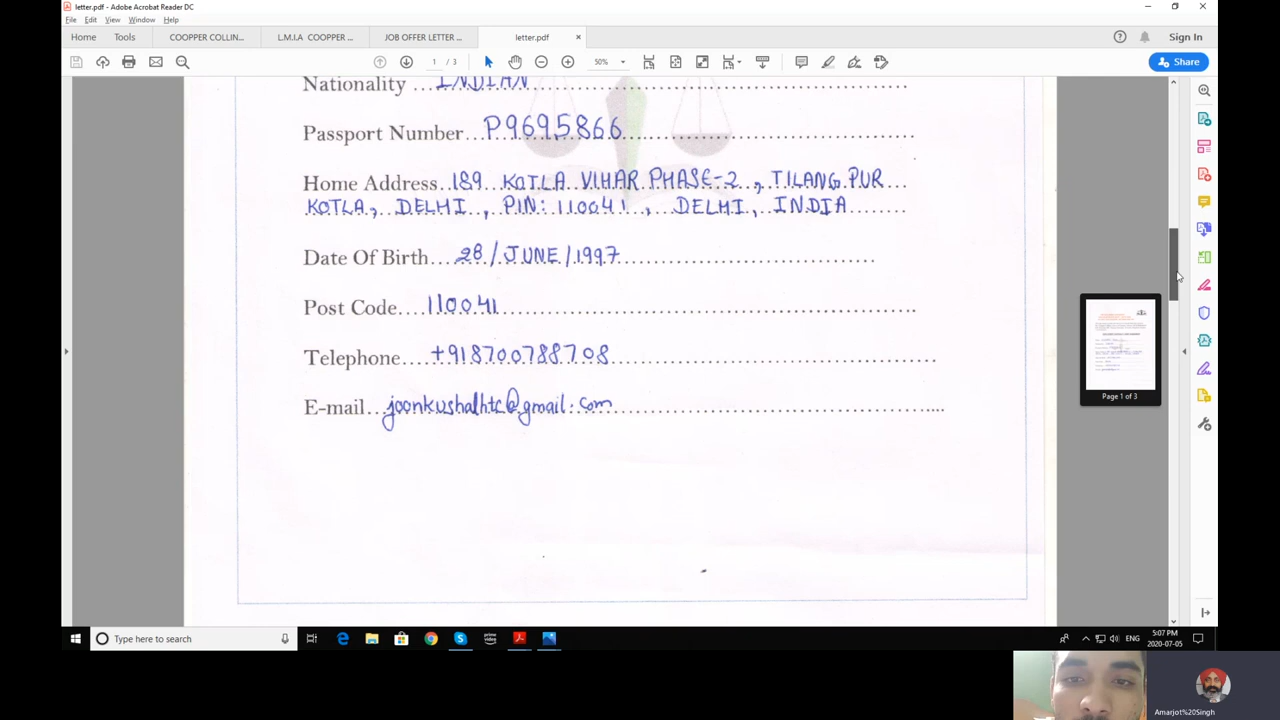 letter.pdf - Adobe Acrobat Reader DC
File Edit View Window Help
Home Tools COOPPER COLLIN... L.M.I.A COOPPER ... JOB OFFER LETTER ... letter.pdf × Sign In
1 / 3 50% Share
Nationality ...INDIAN
Passport Number...P9695866
Home Address..189 KOTLA VIHAR PHASE-2, TILANG PUR
KOTLA, DELHI, PIN: 110041, DELHI, INDIA
Date Of Birth....28/JUNE/1997
Post Code....110041
Telephone...+918700788708
E-mail...joonkushalhtc@gmail.com
Page 1 of 3
Type here to search
prime video
ENG
5:07 PM
2020-07-05
Amarjot%20Singh